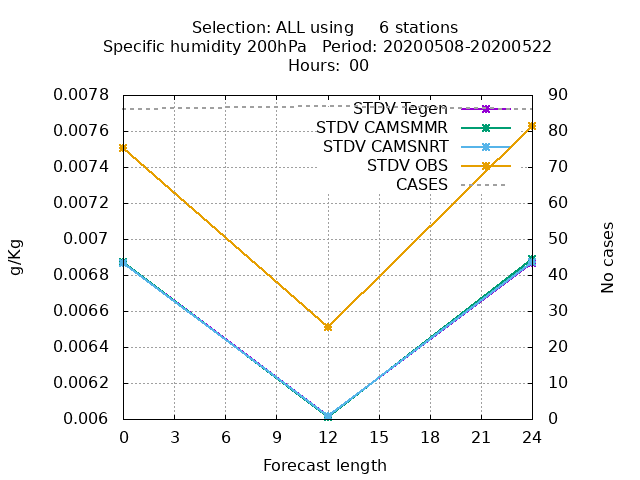 Selection: ALL using     6 stations
Specific humidity 200hPa   Period: 20200508-20200522
Hours: 00
0.0078
0.0076
0.0074
0.0072
0.007
0.0068
0.0066
0.0064
0.0062
0.006
90
80
70
60
50
40
30
20
10
0
STDV Tegen
STDV CAMSMMR
STDV CAMSNRT
STDV OBS
CASES
g/Kg
No cases
0 3 6 9 12 15 18 21 24
Forecast length